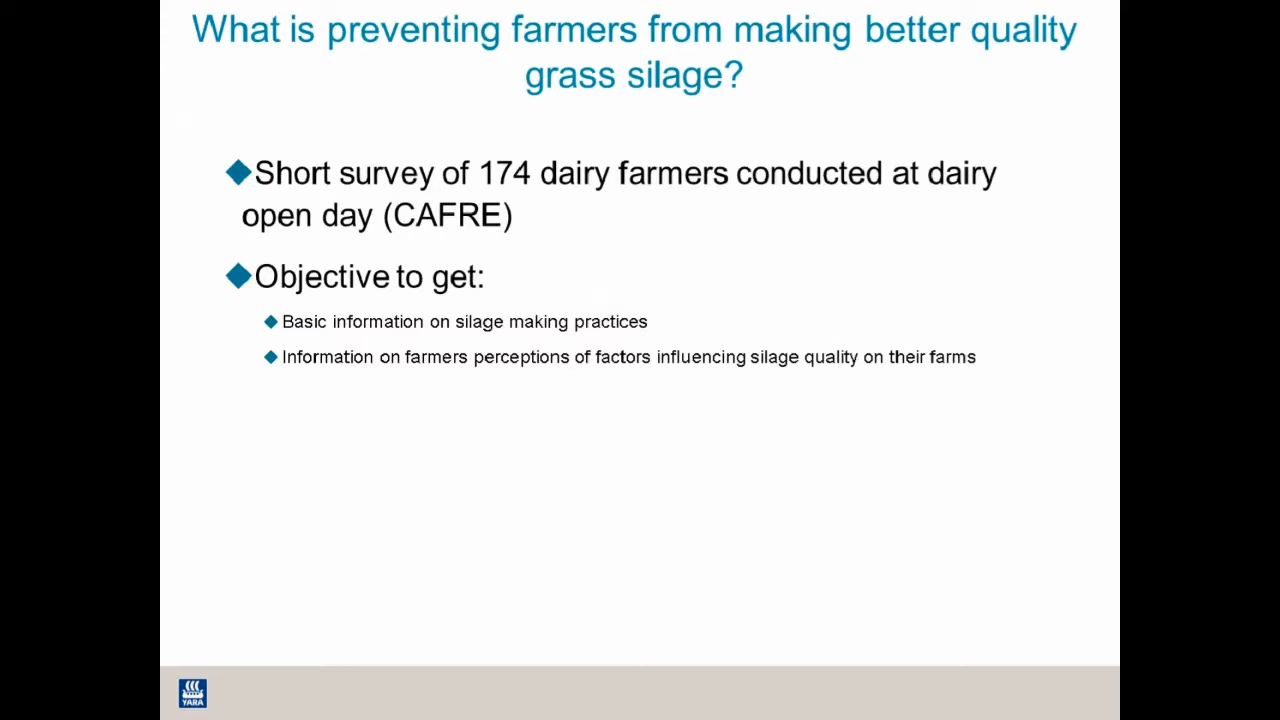 What is preventing farmers from making better quality
grass silage?
Short survey of 174 dairy farmers conducted at dairy
open day (CAFRE)
Objective to get:
Basic information on silage making practices
Information on farmers perceptions of factors influencing silage quality on their farms
YARA